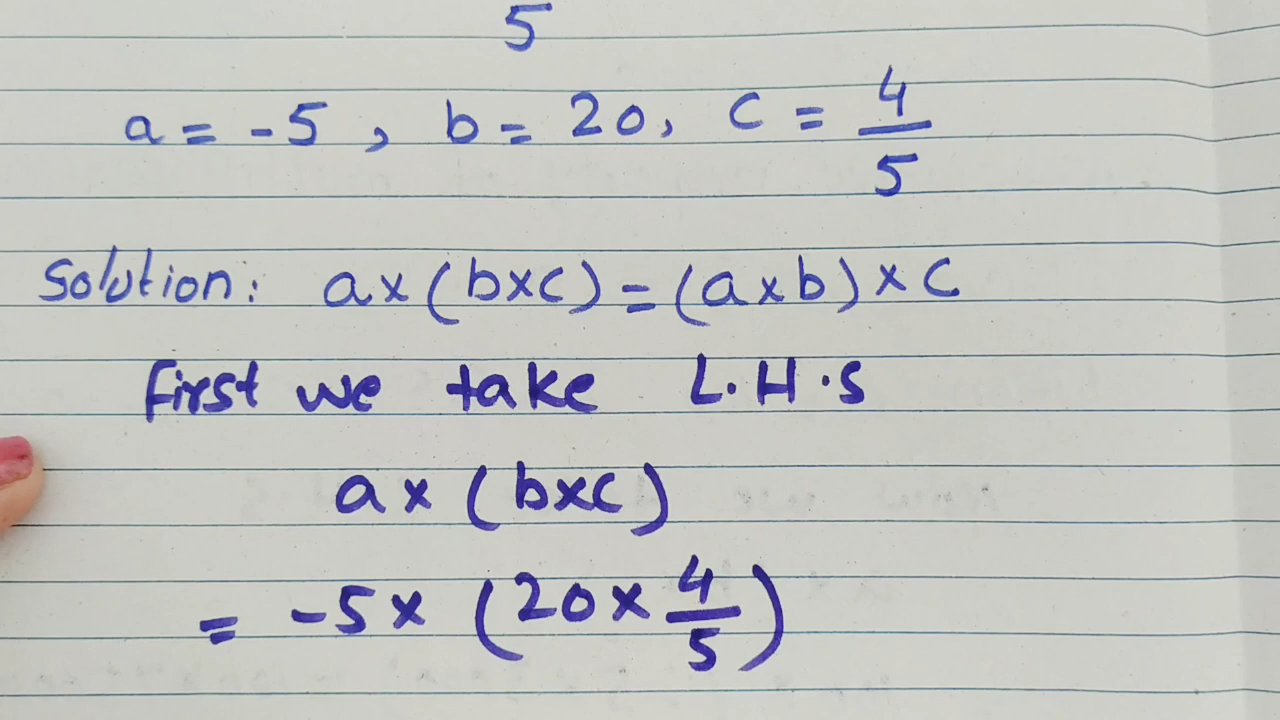 5
a = -5, b = 20, c = 4/5
Solution: a×(b×c) = (a×b)×c
first we take L.H.S
a×(b×c)
= -5×(20×4/5)